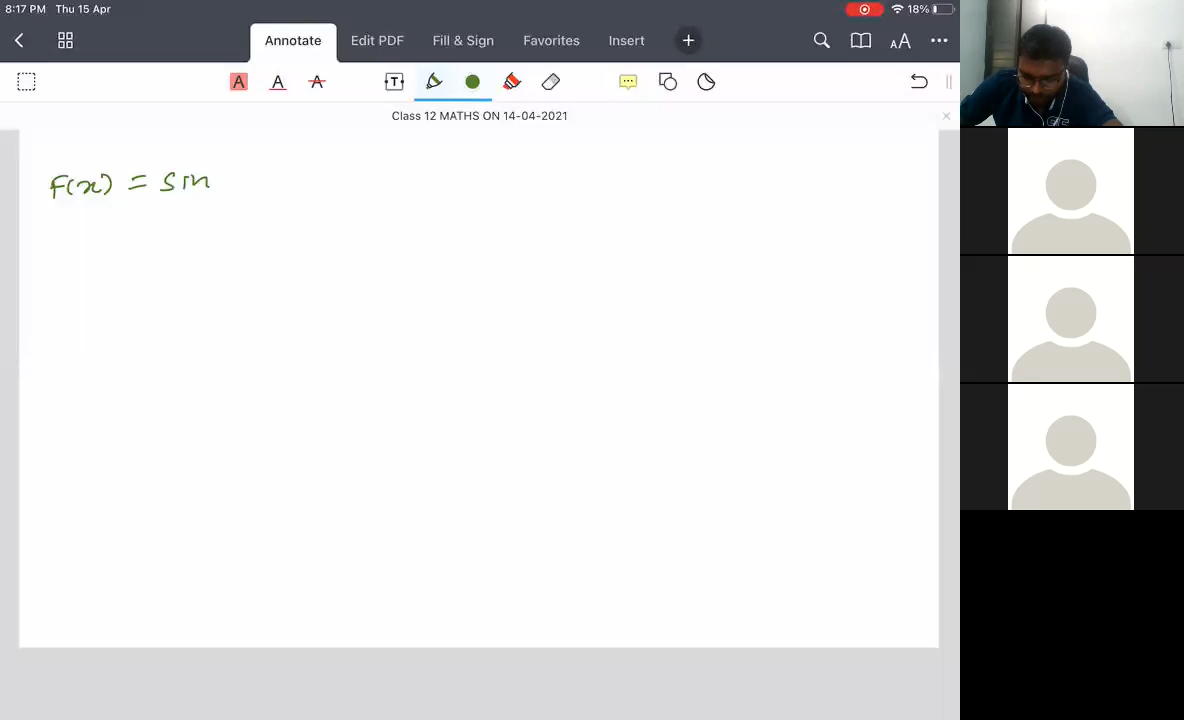 8:17 PM Thu 15 Apr 18%
Annotate Edit PDF Fill & Sign Favorites Insert
AA
A A A T
Class 12 MATHS ON 14-04-2021
F(x) = sin